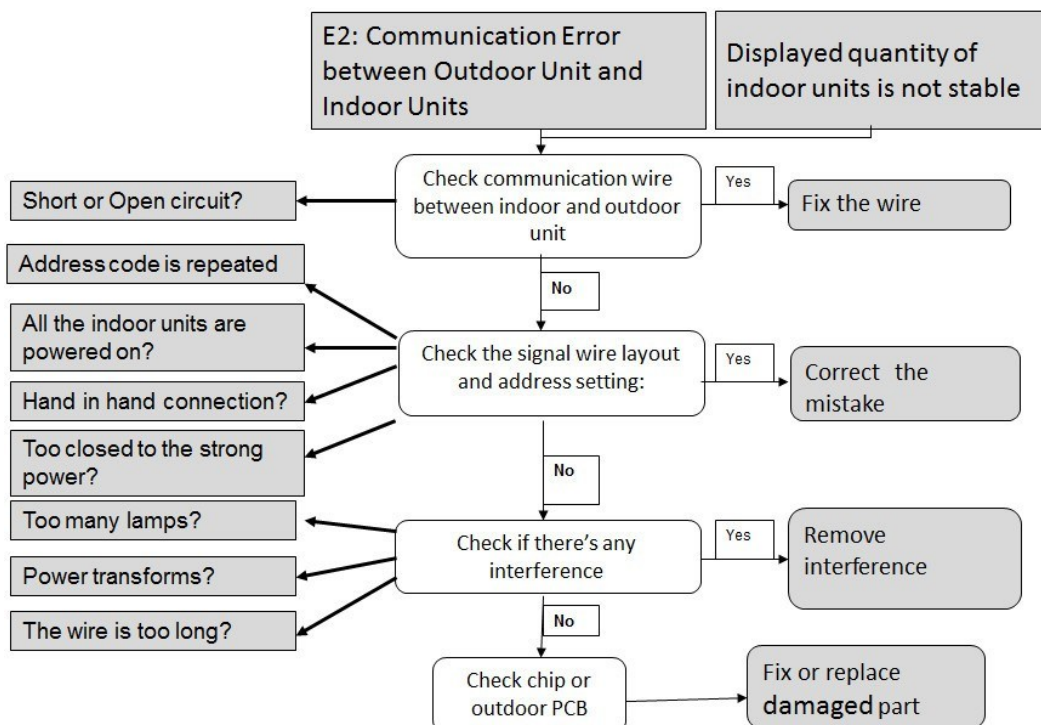 E2: Communication Error
between Outdoor Unit and
Indoor Units
Displayed quantity of
indoor units is not stable
Check communication wire
between indoor and outdoor
unit
Yes
Fix the wire
Short or Open circuit?
No
Address code is repeated
All the indoor units are
powered on?
Hand in hand connection?
Too closed to the strong
power?
Check the signal wire layout
and address setting:
Yes
Correct the
mistake
No
Too many lamps?
Power transforms?
The wire is too long?
Check if there's any
interference
Yes
Remove
interference
No
Check chip or
outdoor PCB
Fix or replace
damaged part